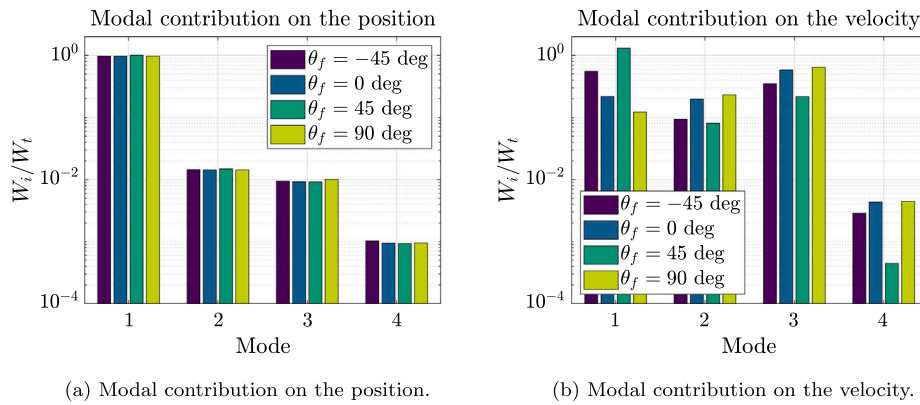 Modal contribution on the position
10^0
10^{-2}
10^{-4}
W_i/W_t
θ_f = −45 deg
θ_f = 0 deg
θ_f = 45 deg
θ_f = 90 deg
1 2 3 4
Mode
(a) Modal contribution on the position.
Modal contribution on the velocity
10^0
10^{-2}
10^{-4}
W_i/W_t
θ_f = −45 deg
θ_f = 0 deg
θ_f = 45 deg
θ_f = 90 deg
1 2 3 4
Mode
(b) Modal contribution on the velocity.